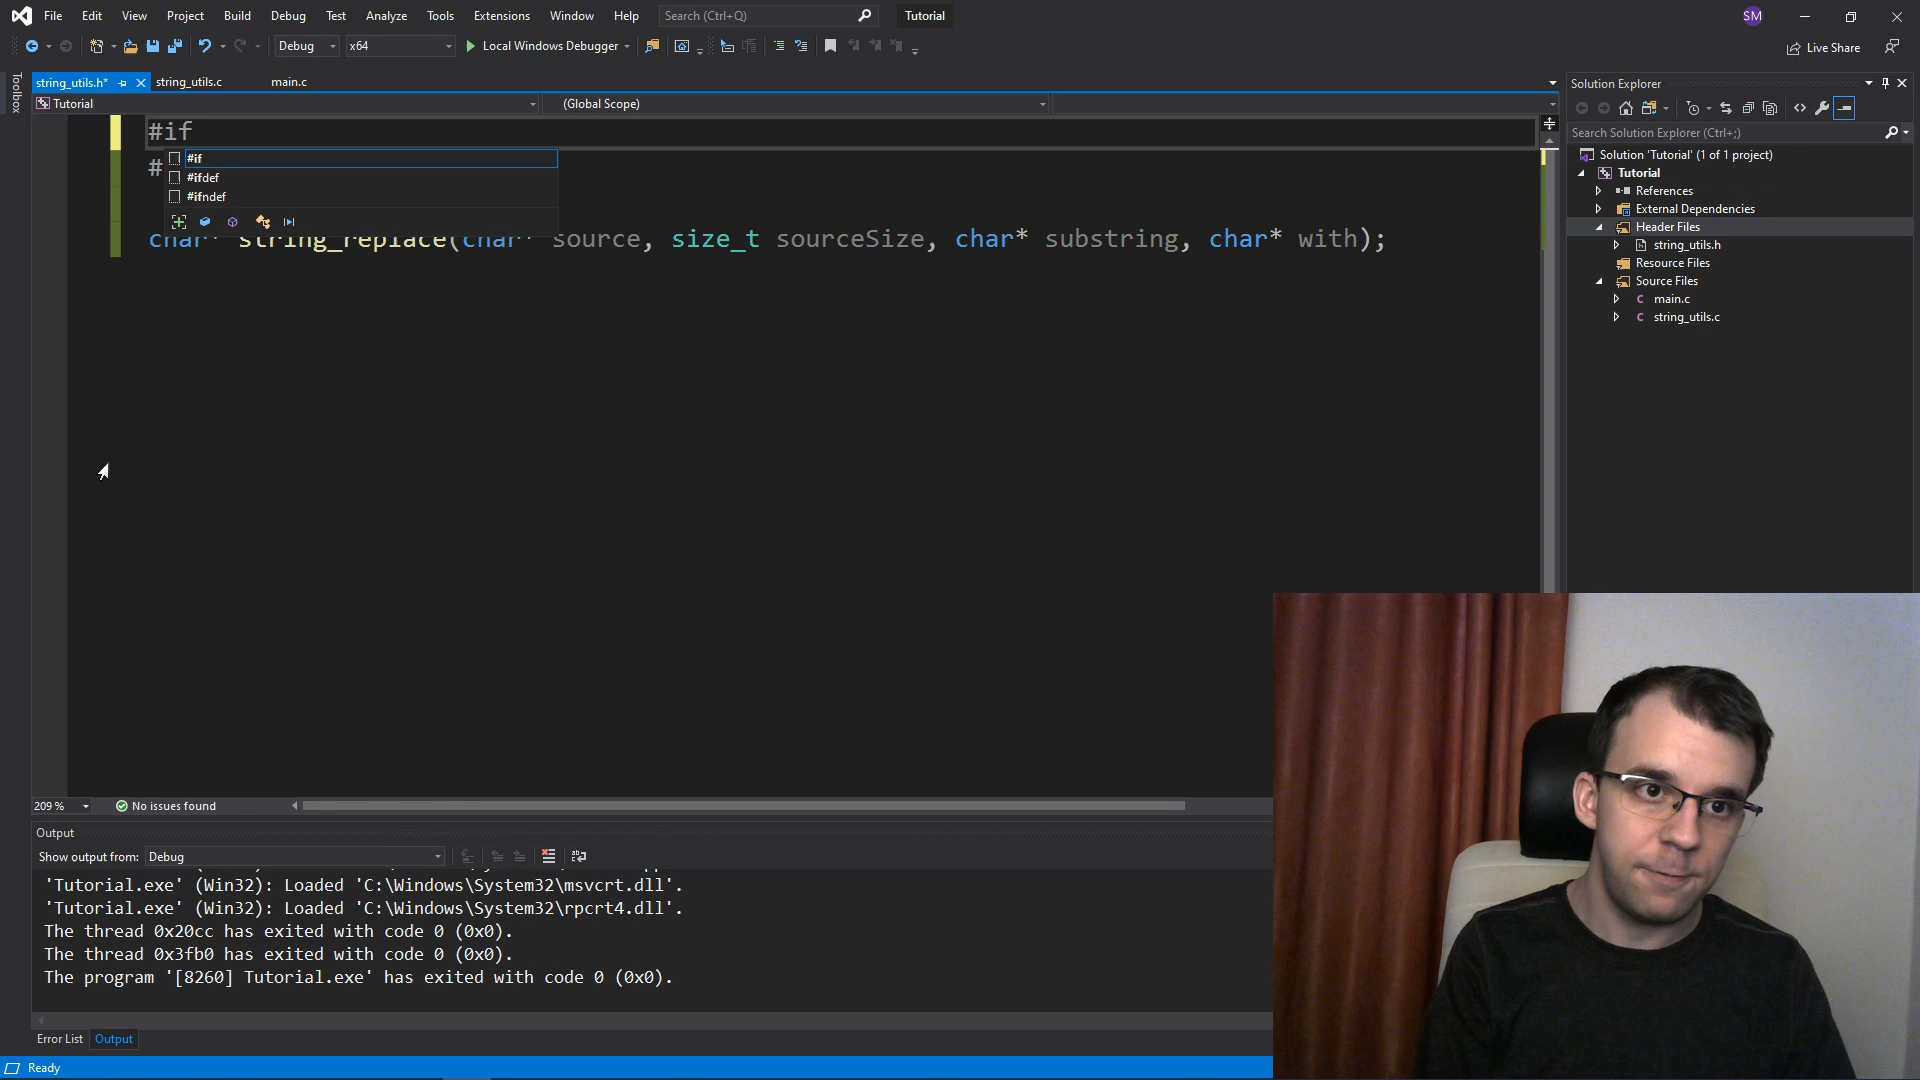 File Edit View Project Build Debug Test Analyze Tools Extensions Window Help Search (Ctrl+Q) Tutorial SM
Debug x64 Local Windows Debugger Live Share
Toolbox
string_utils.h* string_utils.c main.c
Tutorial (Global Scope)
#if
#if
#ifdef
#ifndef
#
char* string_replace(char* source, size_t sourceSize, char* substring, char* with);
Solution Explorer
Search Solution Explorer (Ctrl+;)
Solution 'Tutorial' (1 of 1 project)
Tutorial
References
External Dependencies
Header Files
string_utils.h
Resource Files
Source Files
main.c
string_utils.c
209 % No issues found
Output
Show output from: Debug
'Tutorial.exe' (Win32): Loaded 'C:\Windows\System32\msvcrt.dll'.
'Tutorial.exe' (Win32): Loaded 'C:\Windows\System32\rpcrt4.dll'.
The thread 0x20cc has exited with code 0 (0x0).
The thread 0x3fb0 has exited with code 0 (0x0).
The program '[8260] Tutorial.exe' has exited with code 0 (0x0).
Error List Output
Ready